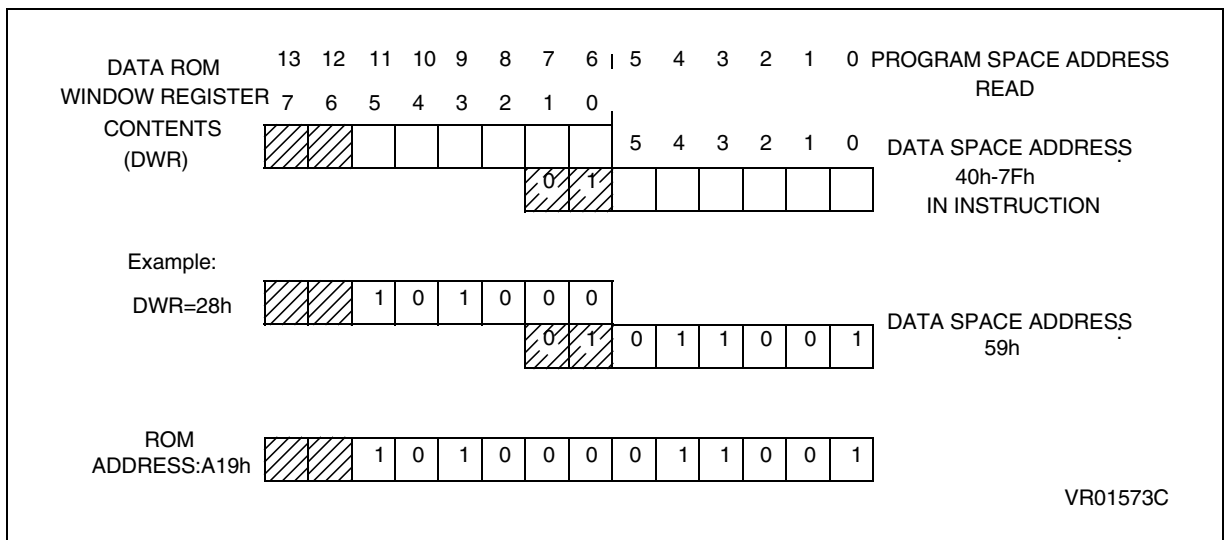 13 12 11 10 9 8 7 6 5 4 3 2 1 0 PROGRAM SPACE ADDRESS
READ
DATA ROM
WINDOW REGISTER 7 6 5 4 3 2 1 0
CONTENTS
(DWR)
5 4 3 2 1 0 DATA SPACE ADDRESS
:
0 1 40h-7Fh
IN INSTRUCTION
Example:
DWR=28h 1 0 1 0 0 0
0 1 0 1 1 0 0 1 DATA SPACE ADDRESS
:
59h
ROM
ADDRESS:A19h 1 0 1 0 0 0 0 1 1 0 0 1
VR01573C